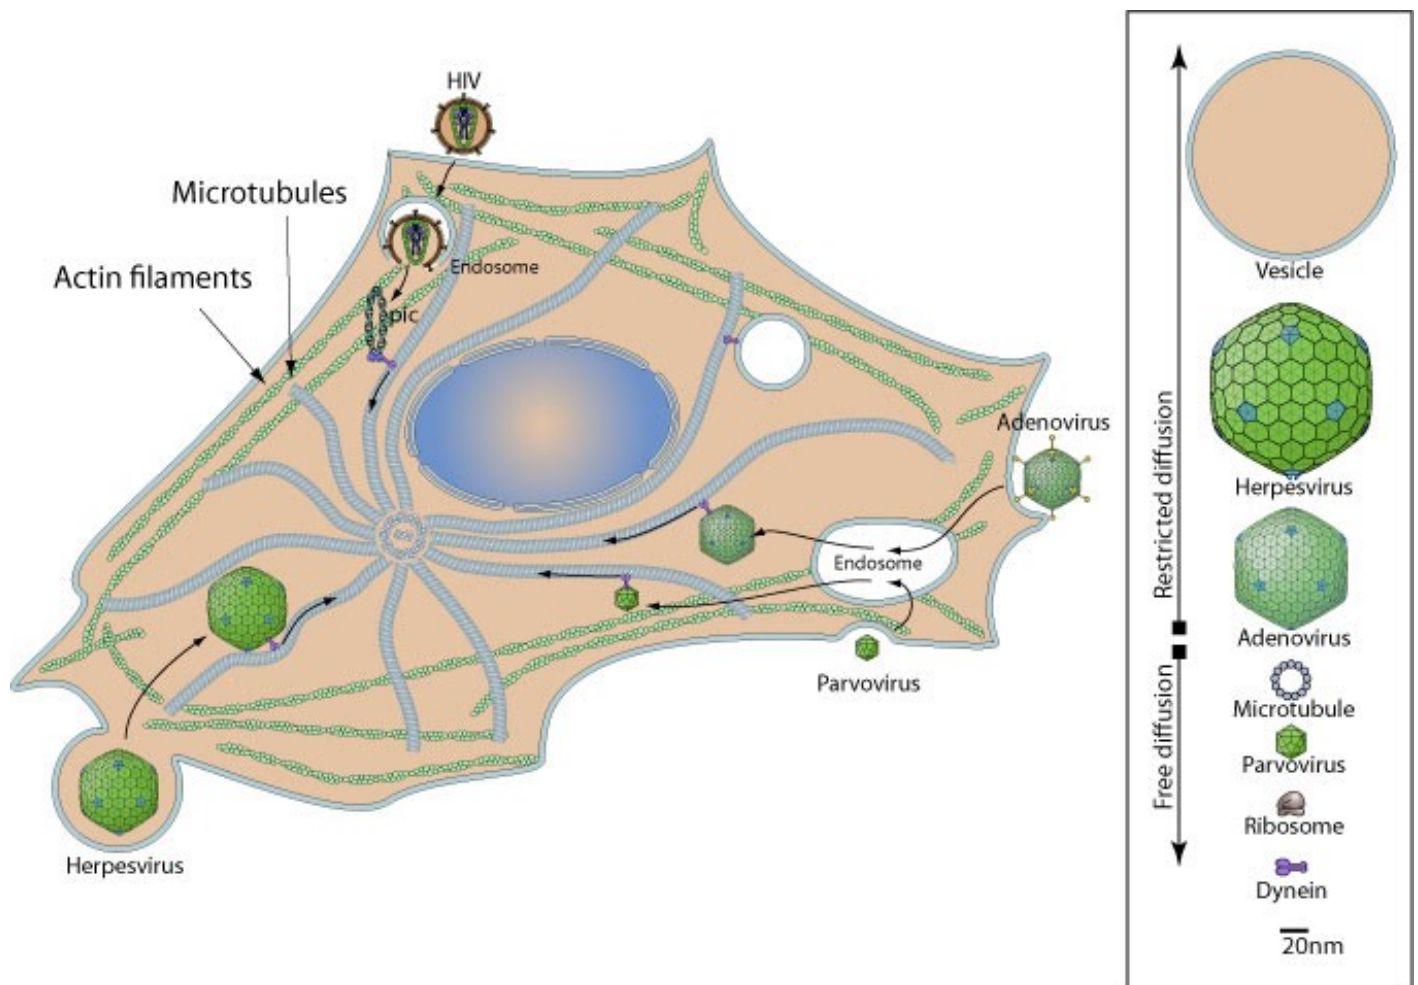 HIV
Microtubules
Actin filaments
Endosome
pic
Adenovirus
Endosome
Parvovirus
Herpesvirus
Restricted diffusion
Free diffusion
Vesicle
Herpesvirus
Adenovirus
Microtubule
Parvovirus
Ribosome
Dynein
20nm